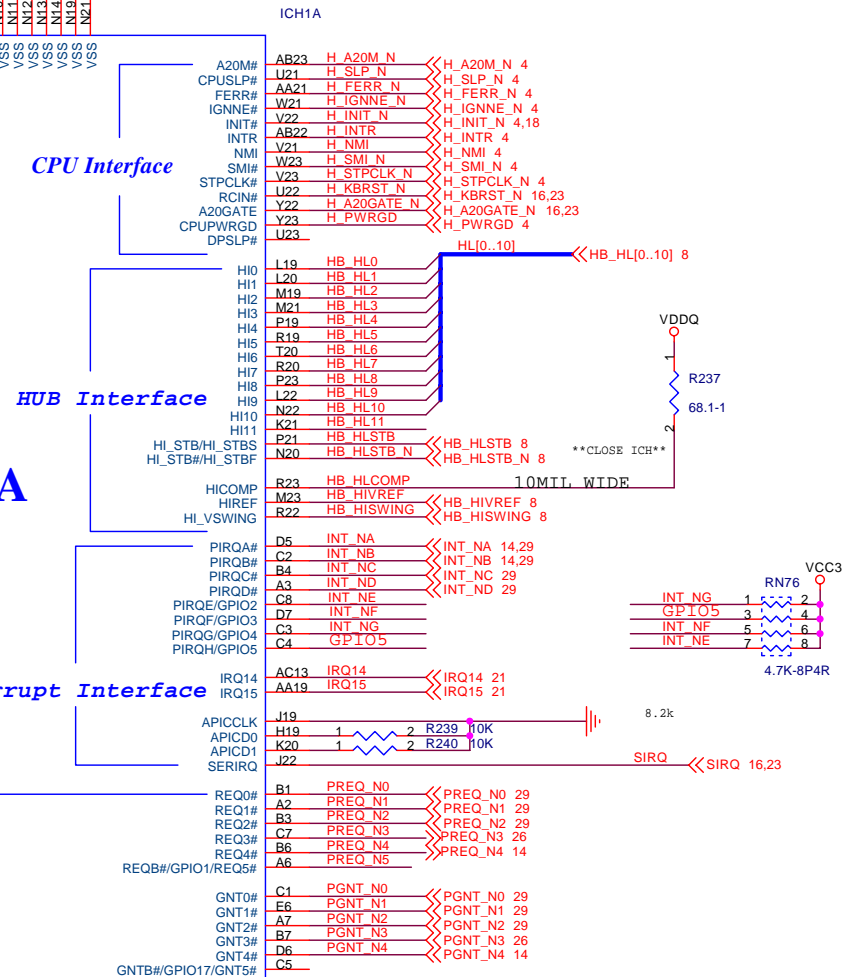 ICH1A
N11
N12
N13
N14
N19
N21
VSS VSS VSS VSS VSS VSS VSS
A20M# AB23 H_A20M_N H_A20M_N 4
CPUSLP# U21 H_SLP_N H_SLP_N 4
FERR# AA21 H_FERR_N H_FERR_N 4
IGNNE# W21 H_IGNNE_N H_IGNNE_N 4
INIT# V22 H_INIT_N H_INIT_N 4,18
INTR AB22 H_INTR H_INTR 4
NMI V21 H_NMI H_NMI 4
SMI# W23 H_SMI_N H_SMI_N 4
STPCLK# V23 H_STPCLK_N H_STPCLK_N 4
RCIN# U22 H_KBRST_N H_KBRST_N 16,23
A20GATE Y22 H_A20GATE_N H_A20GATE_N 16,23
CPUPWRGD Y23 H_PWRGD H_PWRGD 4
DPSLP# U23
CPU Interface
HL[0..10] HB_HL[0..10] 8
HI0 L19 HB_HL0
HI1 L20 HB_HL1
HI2 M19 HB_HL2
HI3 M21 HB_HL3
HI4 P19 HB_HL4
HI5 R19 HB_HL5
HI6 T20 HB_HL6
HI7 R20 HB_HL7
HI8 P23 HB_HL8
HI9 L22 HB_HL9
HI10 N22 HB_HL10
HI11 K21 HB_HL11
HI_STB/HI_STBS P21 HB_HLSTB HB_HLSTB 8
HI_STB#/HI_STBF N20 HB_HLSTB_N HB_HLSTB_N 8
HUB Interface
VDDQ
1
R237
68.1-1
2
**CLOSE ICH**
10MIL WIDE
A
HICOMP R23 HB_HLCOMP
HIREF M23 HB_HIVREF HB_HIVREF 8
HI_VSWING R22 HB_HISWING HB_HISWING 8
PIRQA# D5 INT_NA INT_NA 14,29
PIRQB# C2 INT_NB INT_NB 14,29
PIRQC# B4 INT_NC INT_NC 29
PIRQD# A3 INT_ND INT_ND 29
PIRQE/GPIO2 C8 INT_NE
PIRQF/GPIO3 D7 INT_NF
PIRQG/GPIO4 C3 INT_NG
PIRQH/GPIO5 C4 GPIO5
VCC3
RN76
INT_NG 1 2
GPIO5 3 4
INT_NF 5 6
INT_NE 7 8
4.7K-8P4R
IRQ14 AC13 IRQ14 IRQ14 21
IRQ15 AA19 IRQ15 IRQ15 21
rrupt Interface
APICCLK J19
APICD0 H19 1 2 R239 10K
APICD1 K20 1 2 R240 10K
8.2k
SERIRQ J22 SIRQ SIRQ 16,23
REQ0# B1 PREQ_N0 PREQ_N0 29
REQ1# A2 PREQ_N1 PREQ_N1 29
REQ2# B3 PREQ_N2 PREQ_N2 29
REQ3# C7 PREQ_N3 PREQ_N3 26
REQ4# B6 PREQ_N4 PREQ_N4 14
REQB#/GPIO1/REQ5# A6 PREQ_N5
GNT0# C1 PGNT_N0 PGNT_N0 29
GNT1# E6 PGNT_N1 PGNT_N1 29
GNT2# A7 PGNT_N2 PGNT_N2 29
GNT3# B7 PGNT_N3 PGNT_N3 26
GNT4# D6 PGNT_N4 PGNT_N4 14
GNTB#/GPIO17/GNT5# C5